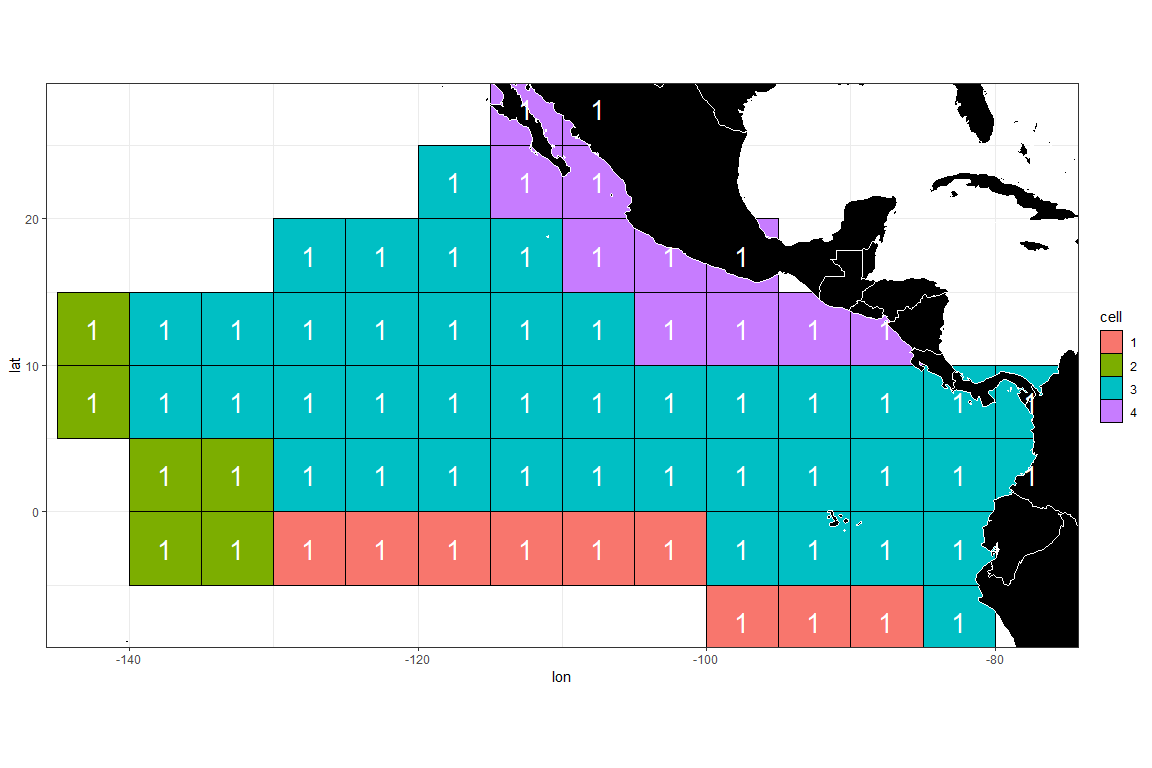 1 1
1 1 1
20
1 1 1 1 1 1 1
1 1 1 1 1 1 1 1 1 1 1 1
lat
10
1 1 1 1 1 1 1 1 1 1 1 1 1 1
1 1 1 1 1 1 1 1 1 1 1 1 1
0
1 1 1 1 1 1 1 1 1 1 1 1
1 1 1 1
-140 -120 -100 -80
lon
cell
1
2
3
4